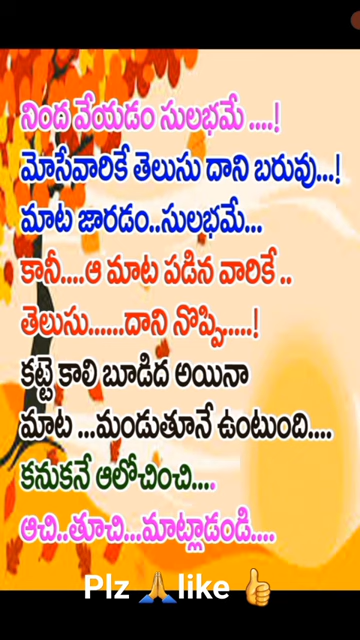 నింద వేయడం సులభమే ....!
మోసేవారికే తెలుసు దాని బరువు...!
మాట జారడం..సులభమే...
కానీ....ఆ మాట పడిన వారికే ..
తెలుసు......దాని నొప్పి.....!
కట్టె కాలి బూడిద అయినా
మాట ...మండుతూనే ఉంటుంది....
కనుకనే ఆలోచించి....
ఆచి..తూచి...మాట్లాడండి....
Plz 🙏 like 👍